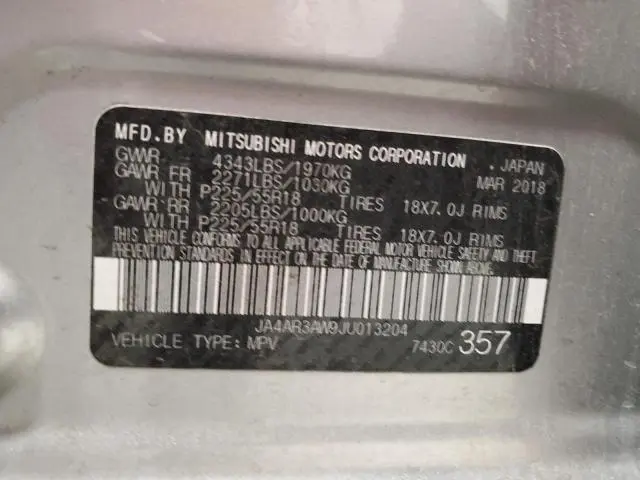 MFD.BY MITSUBISHI MOTORS CORPORATION . JAPAN
GVWR 4343LBS/1970KG MAR 2018
GAWR FR 2271LBS/1030KG
WITH P225/55R18 TIRES 18X7.0J RIMS
GAWR RR 2205LBS/1000KG
WITH P225/55R18 TIRES 18X7.0J RIMS
THIS VEHICLE CONFORMS TO ALL APPLICABLE FEDERAL MOTOR VEHICLE SAFETY AND THEFT
PREVENTION STANDARDS IN EFFECT ON THE DATE OF MANUFACTURE SHOWN ABOVE.
JA4AR3AW9JU013204
VEHICLE TYPE: MPV 7430C 357